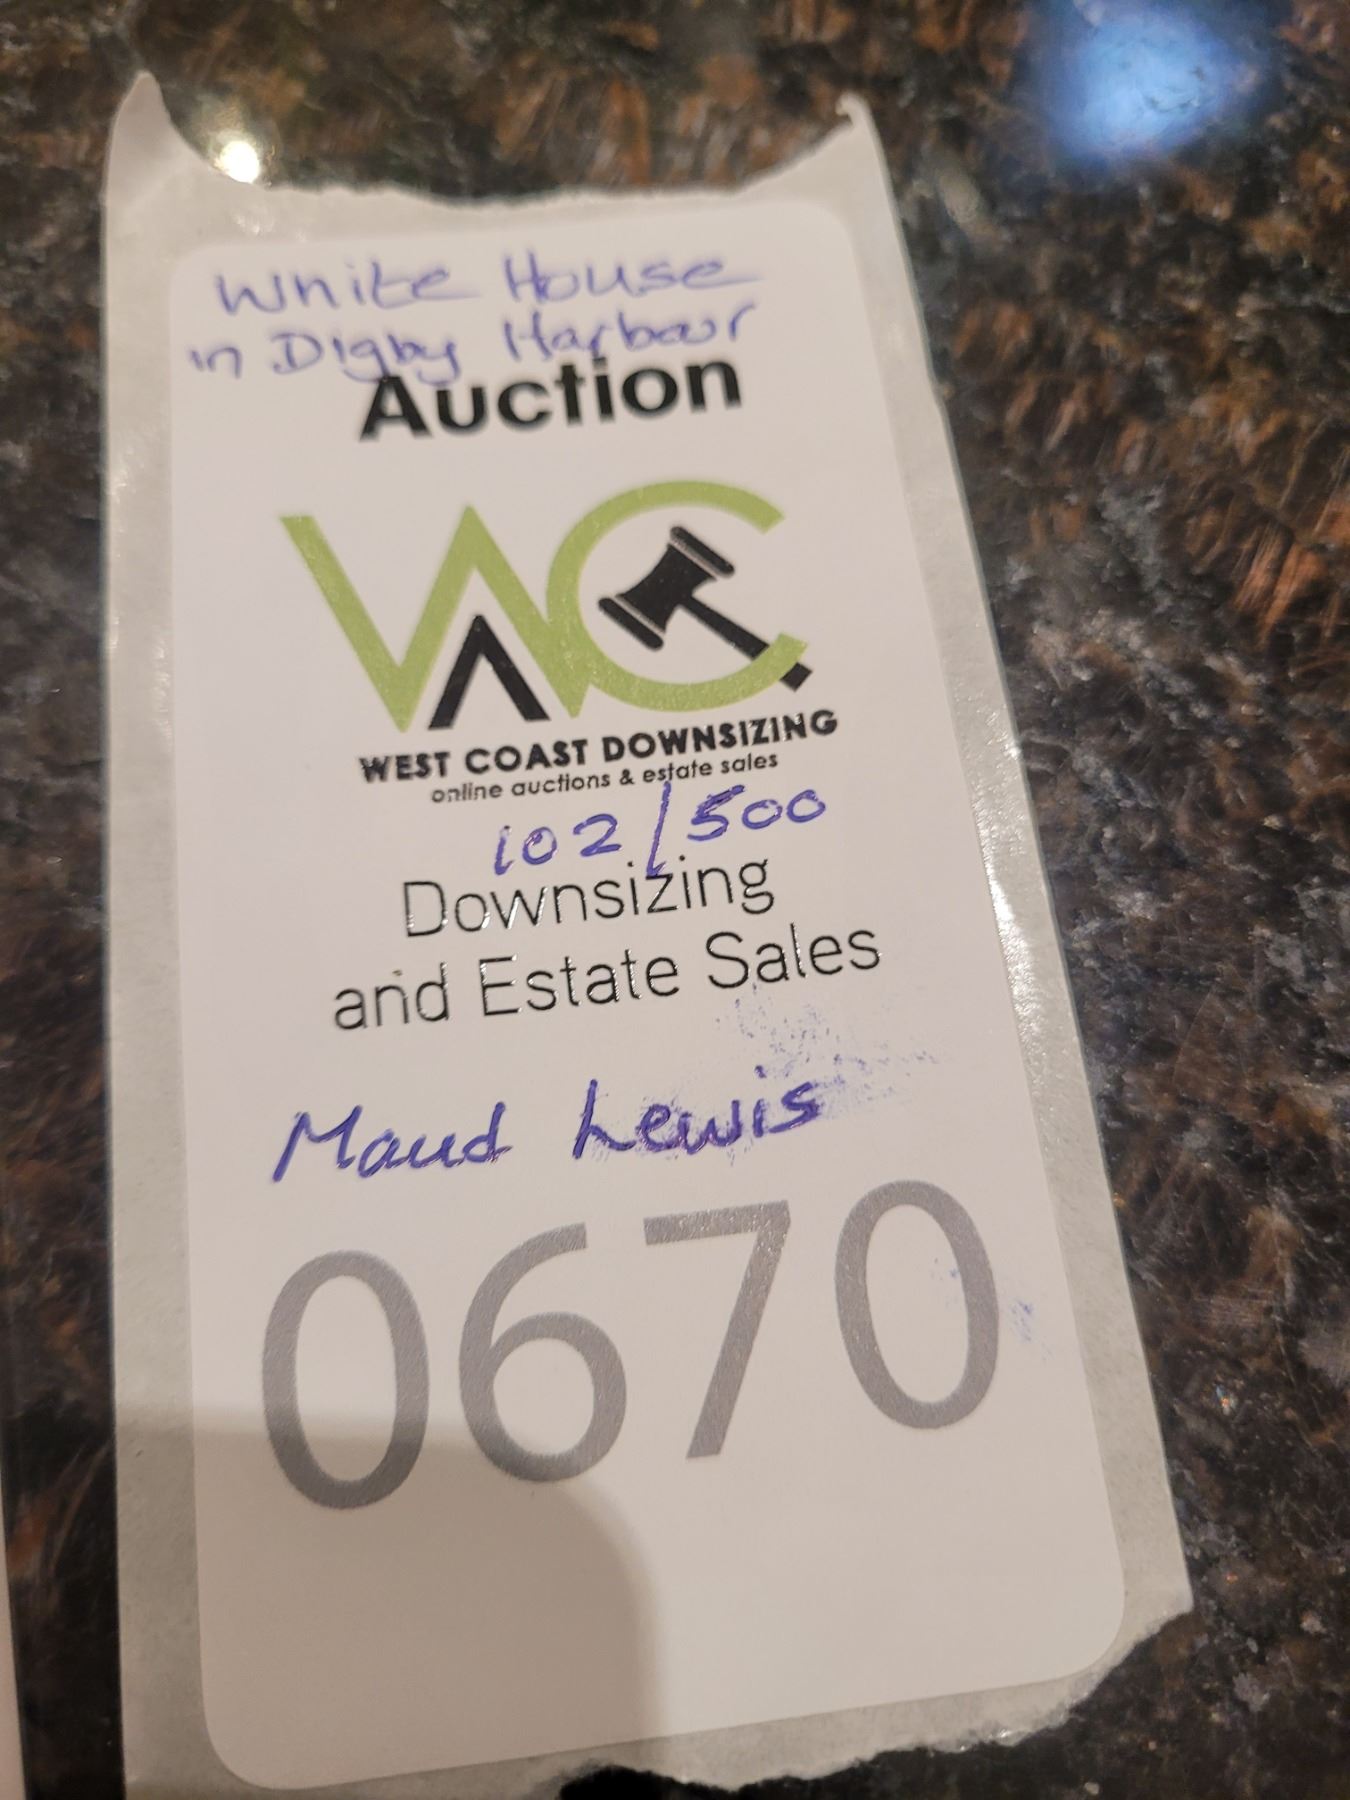 White House
in Digby Harbour
Auction
WC
WEST COAST DOWNSIZING
online auctions & estate sales
102/500
Downsizing
and Estate Sales
Maud Lewis
0670